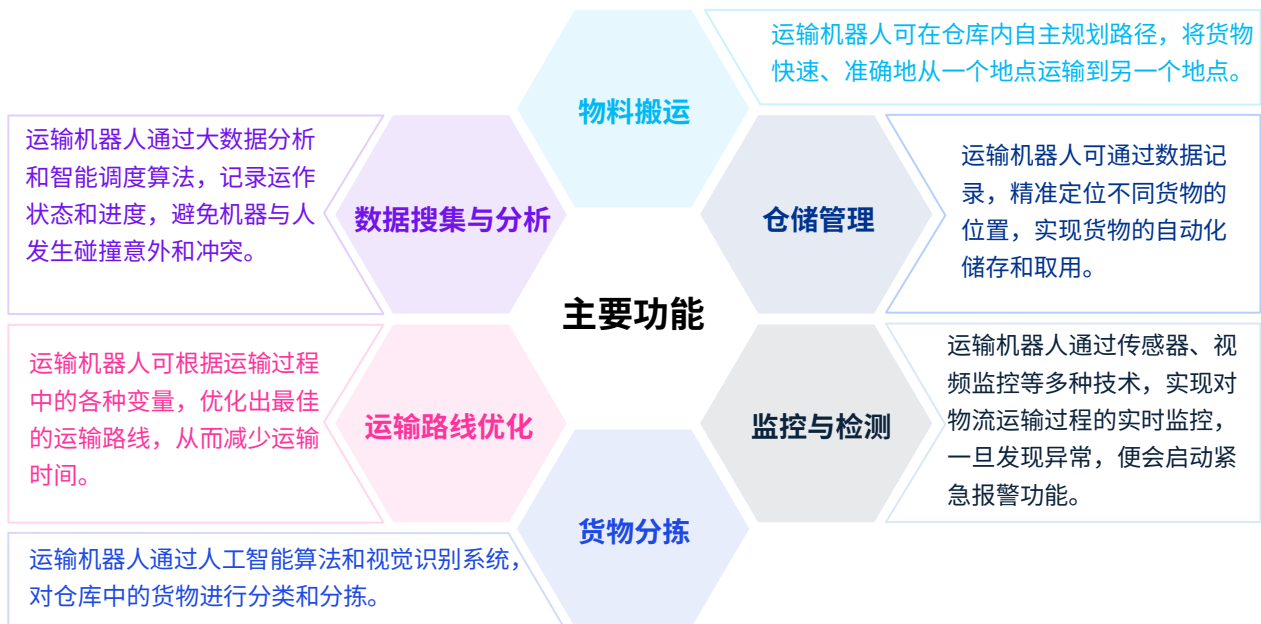 运输机器人可在仓库内自主规划路径，将货物
快速、准确地从一个地点运输到另一个地点。
物料搬运
运输机器人通过大数据分析
和智能调度算法，记录运作
状态和进度，避免机器与人
发生碰撞意外和冲突。
数据搜集与分析
仓储管理
运输机器人可通过数据记
录，精准定位不同货物的
位置，实现货物的自动化
储存和取用。
主要功能
运输机器人可根据运输过程
中的各种变量，优化出最佳
的运输路线，从而减少运输
时间。
运输路线优化
监控与检测
运输机器人通过传感器、视
频监控等多种技术，实现对
物流运输过程的实时监控，
一旦发现异常，便会启动紧
急报警功能。
货物分拣
运输机器人通过人工智能算法和视觉识别系统，
对仓库中的货物进行分类和分拣。